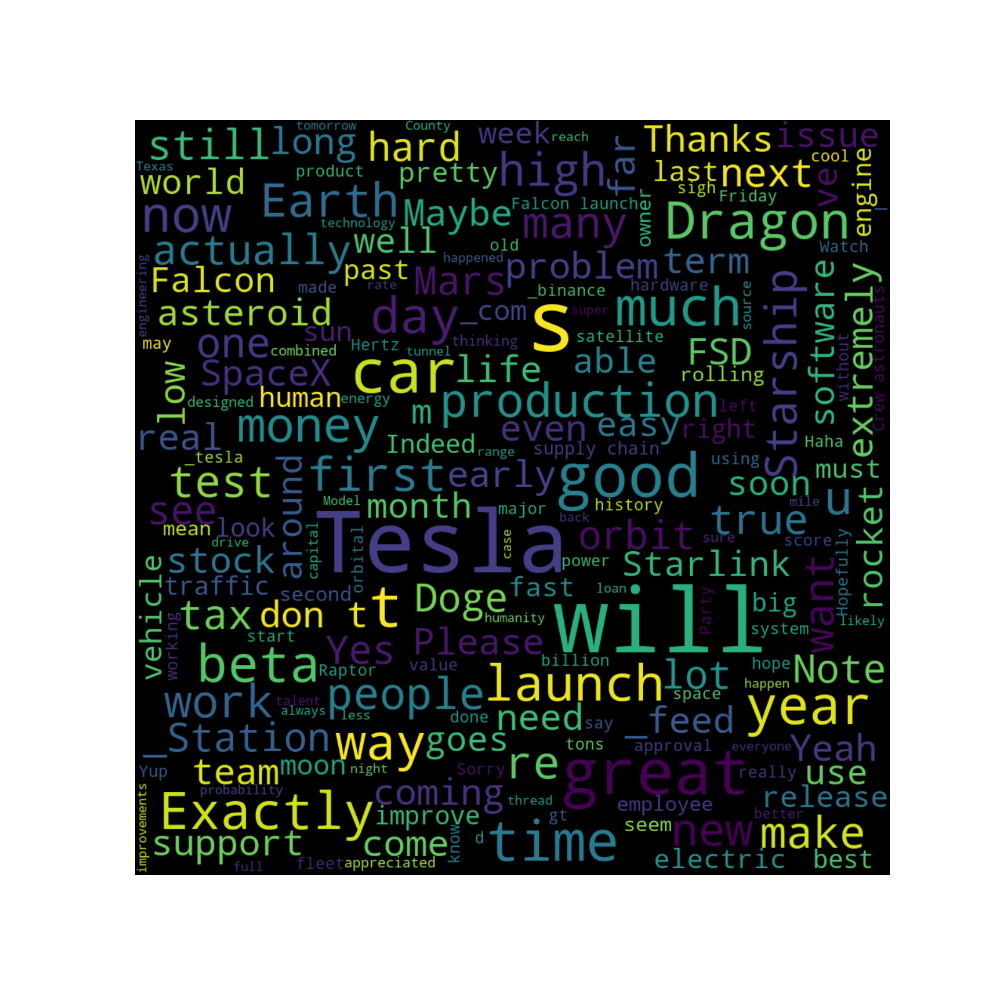 tomorrow
County
week
reach
Thanks
issue
still
long
hard
far
cool
Texas
world
product
pretty
high
last
next
ve
engine
sigh
Friday
now
Earth
technology
Maybe
Falcon launch
many
owner
Dragon
_
actually
well
old
Watch
happened
engineering
Falcon
past
Mars
problem
term
made
rate
_binance
hardware
Starship
software
extremely
asteroid
day
_com
s
super
much
source
sun
thinking
satellite
may
one
combined
Hertz
tunnel
able
FSD
without
Crew astronauts
low
SpaceX
car
life
rolling
designed
human
energy
m
production
left
real
money
even
easy
right
Indeed
range
supply chain
Haha
_tesla
around
first
early
good
using
must
test
soon
see
Model
month
major
history
mile
u
rocket
mean
look
Tesla
back
true
drive
capital
orbital
case
orbit
sure
score
Hopefully
stock
power
Starlink
want
vehicle
traffic
second
fast
loan
tax
don t
t
Doge
humanity
will
Party
big
system
likely
working
start
Yes
Please
beta
Raptor
value
billion
lot
hope
Note
happen
work
talent
people
launch
space
year
always
less
done
need
say
_feed
_Station
way
goes
tons
approval
everyone
Yeah
Yup
team
moon
night
Sorry
re
great
really
use
probability
coming
thread
employee
release
improvements
Exactly
improve
gt
seem
new
better
make
support
come
know
d
time
full
fleet
appreciated
electric
best